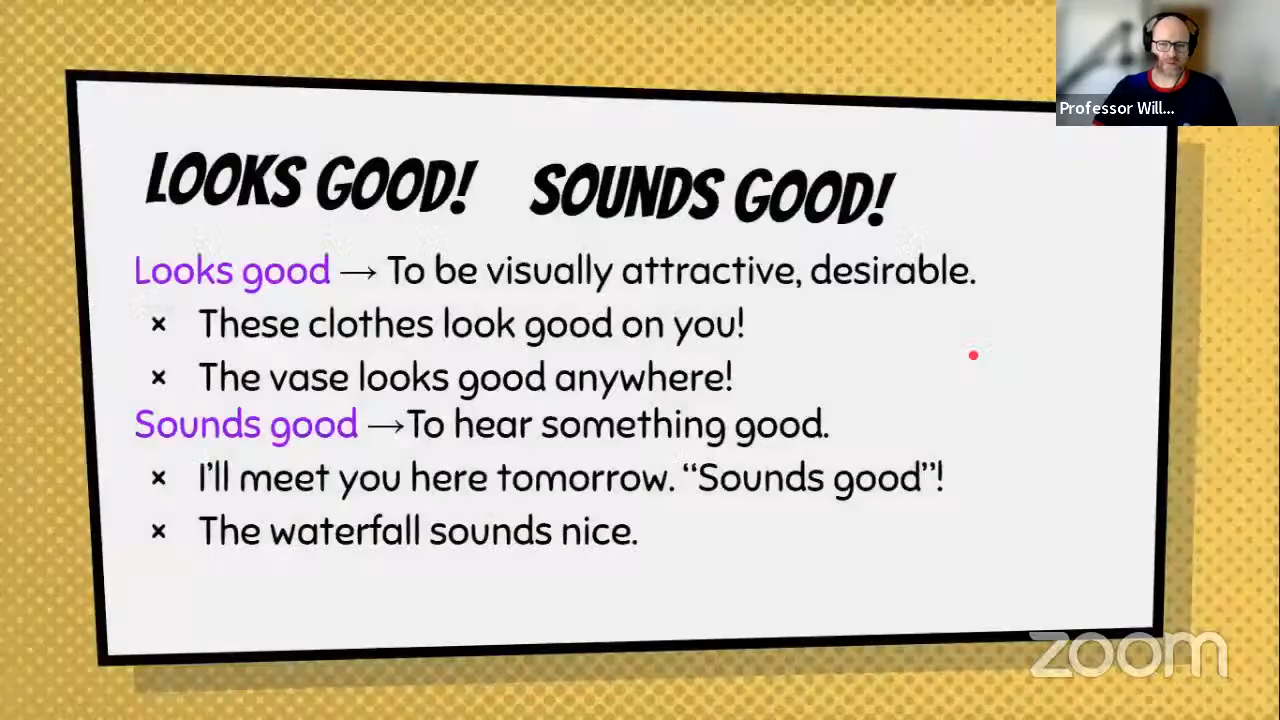 Professor Will...
LOOKS GOOD! SOUNDS GOOD!
Looks good → To be visually attractive, desirable.
× These clothes look good on you!
× The vase looks good anywhere!
Sounds good →To hear something good.
× I’ll meet you here tomorrow. “Sounds good”!
× The waterfall sounds nice.
zoom